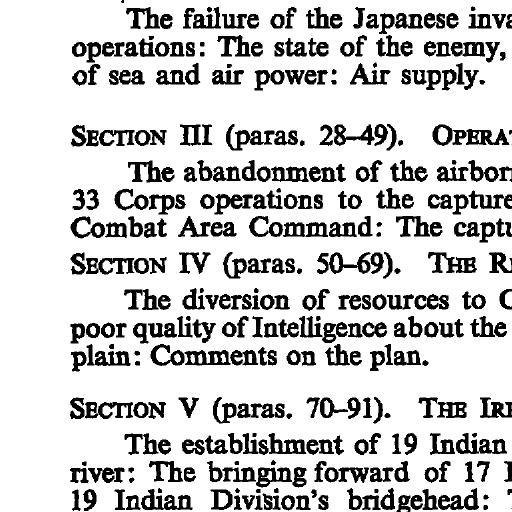 The failure of the Japanese inva
operations: The state of the enemy,
of sea and air power: Air supply.
SECTION III (paras. 28–49). OPERA
The abandonment of the airbor
33 Corps operations to the capture
Combat Area Command: The capt
SECTION IV (paras. 50–69). THE R
The diversion of resources to C
poor quality of Intelligence about the
plain: Comments on the plan.
SECTION V (paras. 70–91). THE IR
The establishment of 19 Indian
river: The bringing forward of 17 I
19 Indian Division's bridgehead: